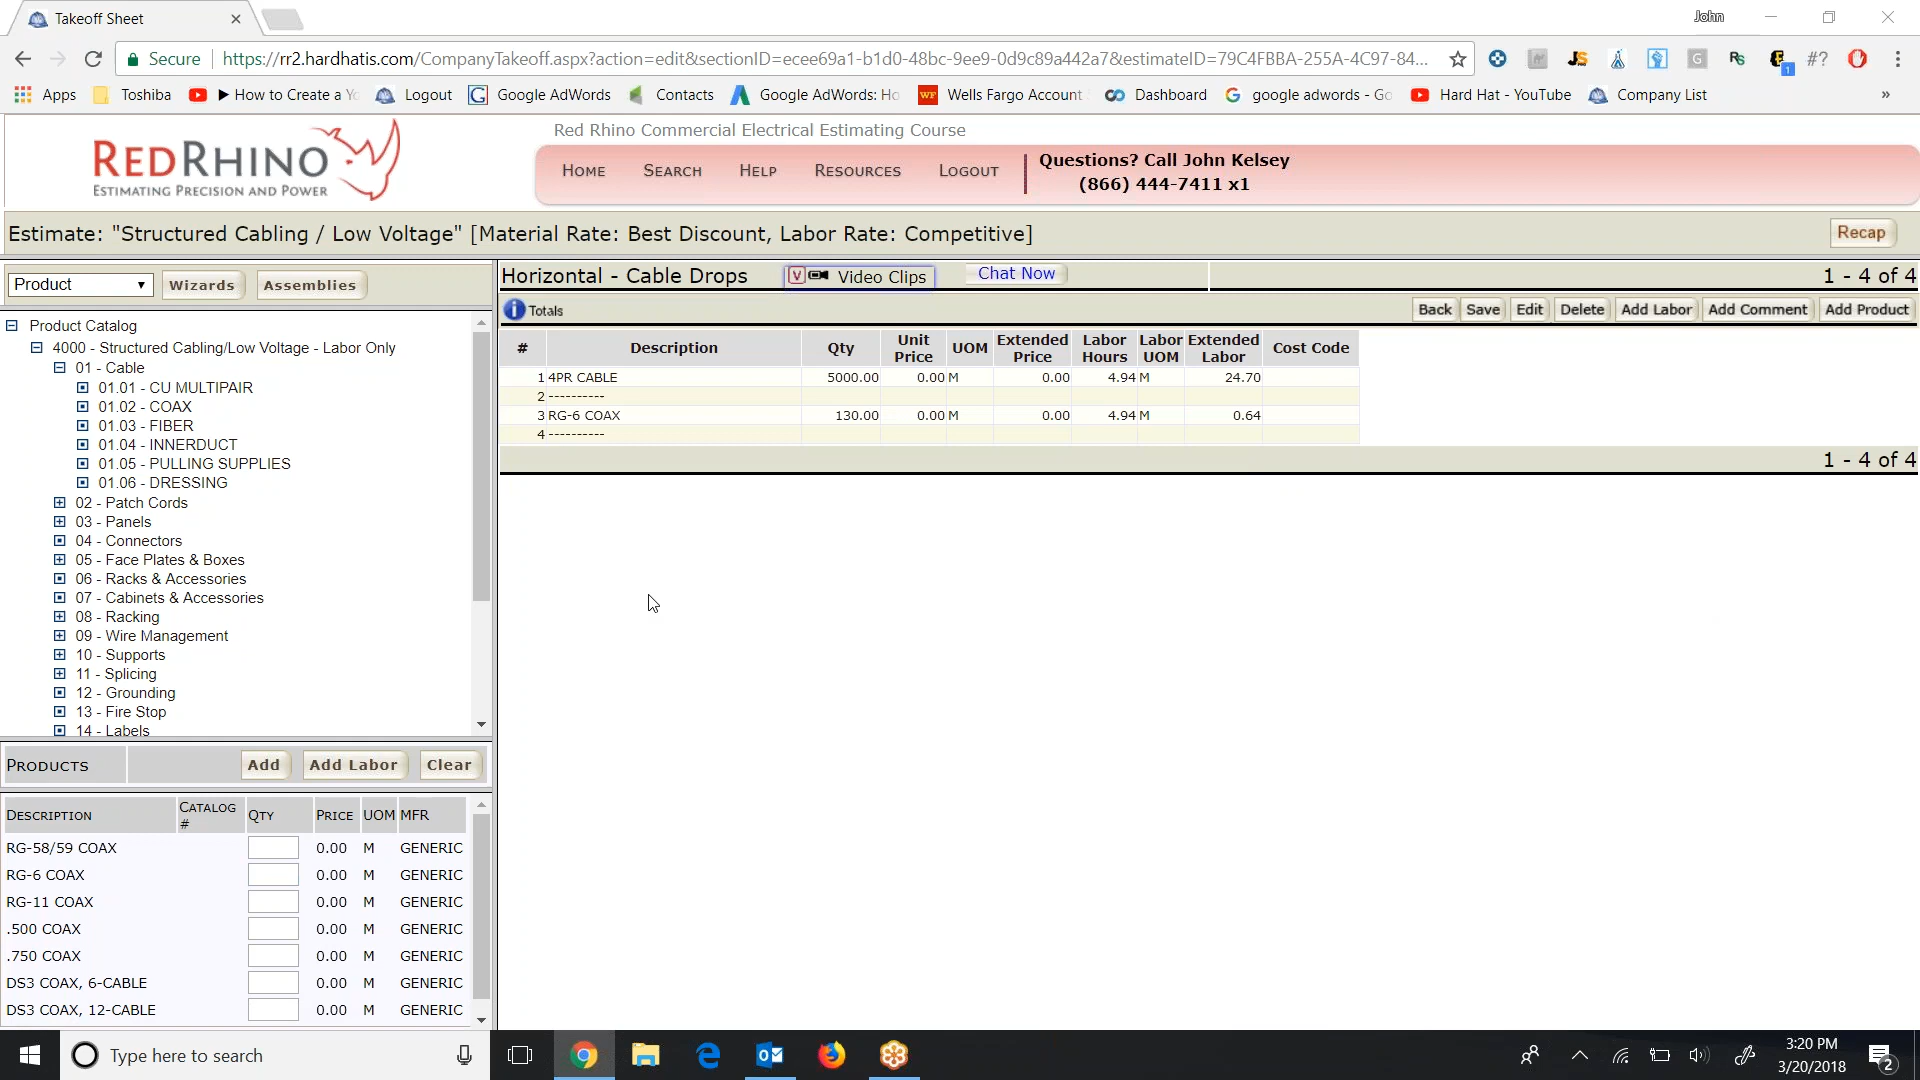 Takeoff Sheet
John
Secure
https://rr2.hardhatis.com/CompanyTakeoff.aspx?action=edit&sectionID=ecee69a1-b1d0-48bc-9ee9-0d9c89a442a7&estimateID=79C4FBBA-255A-4C97-84...
G JS G Rs 1 #?
Apps Toshiba ▶ How to Create a Yo Logout Google AdWords Contacts Google AdWords: Ho WF Wells Fargo Account Dashboard google adwords - Go Hard Hat - YouTube Company List »
REDRHINO
ESTIMATING PRECISION AND POWER
Red Rhino Commercial Electrical Estimating Course
HOME SEARCH HELP RESOURCES LOGOUT
Questions? Call John Kelsey
(866) 444-7411 x1
Estimate: "Structured Cabling / Low Voltage" [Material Rate: Best Discount, Labor Rate: Competitive]
Recap
Product Wizards Assemblies
Product Catalog
4000 - Structured Cabling/Low Voltage - Labor Only
01 - Cable
01.01 - CU MULTIPAIR
01.02 - COAX
01.03 - FIBER
01.04 - INNERDUCT
01.05 - PULLING SUPPLIES
01.06 - DRESSING
02 - Patch Cords
03 - Panels
04 - Connectors
05 - Face Plates & Boxes
06 - Racks & Accessories
07 - Cabinets & Accessories
08 - Racking
09 - Wire Management
10 - Supports
11 - Splicing
12 - Grounding
13 - Fire Stop
14 - Labels
PRODUCTS Add Add Labor Clear
DESCRIPTION CATALOG # QTY PRICE UOM MFR
RG-58/59 COAX 0.00 M GENERIC
RG-6 COAX 0.00 M GENERIC
RG-11 COAX 0.00 M GENERIC
.500 COAX 0.00 M GENERIC
.750 COAX 0.00 M GENERIC
DS3 COAX, 6-CABLE 0.00 M GENERIC
DS3 COAX, 12-CABLE 0.00 M GENERIC
Horizontal - Cable Drops V Video Clips Chat Now 1 - 4 of 4
Totals Back Save Edit Delete Add Labor Add Comment Add Product
# Description Qty Unit Price UOM Extended Price Labor Hours Labor UOM Extended Labor Cost Code
1 4PR CABLE 5000.00 0.00 M 0.00 4.94 M 24.70
2 ----------
3 RG-6 COAX 130.00 0.00 M 0.00 4.94 M 0.64
4 ----------
1 - 4 of 4
Type here to search
3:20 PM
3/20/2018
2